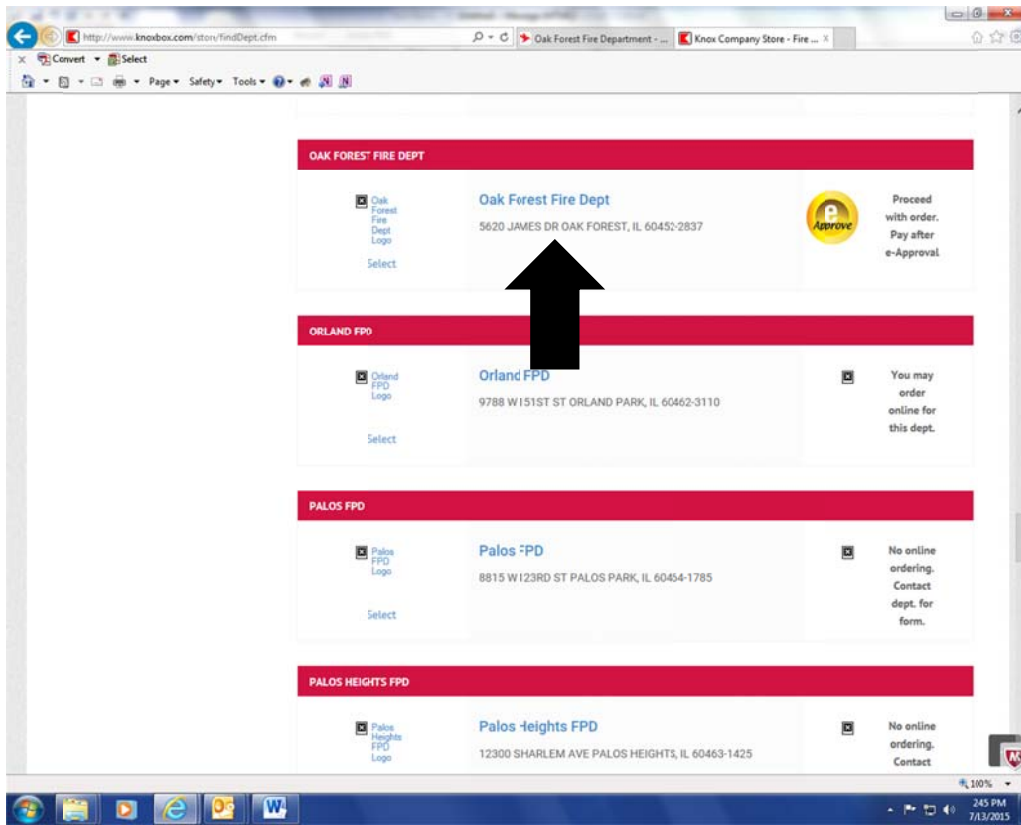 http://www.knoxbox.com/store/findDept.cfm
Oak Forest Fire Department - ...
Knox Company Store - Fire ... X
x Convert Select
Page Safety Tools
OAK FOREST FIRE DEPT
Oak Forest Fire Dept Logo
Select
Oak Forest Fire Dept
5620 JAMES DR OAK FOREST, IL 60452-2837
e
Approve
Proceed
with order.
Pay after
e-Approval
ORLAND FPD
Orland
FPD
Logo
Select
Orland FPD
9788 W 151ST ST ORLAND PARK, IL 60462-3110
You may
order
online for
this dept.
PALOS FPD
Palos
FPD
Logo
Select
Palos FPD
8815 W 123RD ST PALOS PARK, IL 60464-1785
No online
ordering.
Contact
dept. for
form.
PALOS HEIGHTS FPD
Palos
Heights
FPD
Logo
Palos Heights FPD
12300 SHARLEM AVE PALOS HEIGHTS, IL 60463-1425
No online
ordering.
Contact
100%
2:45 PM
7/13/2015